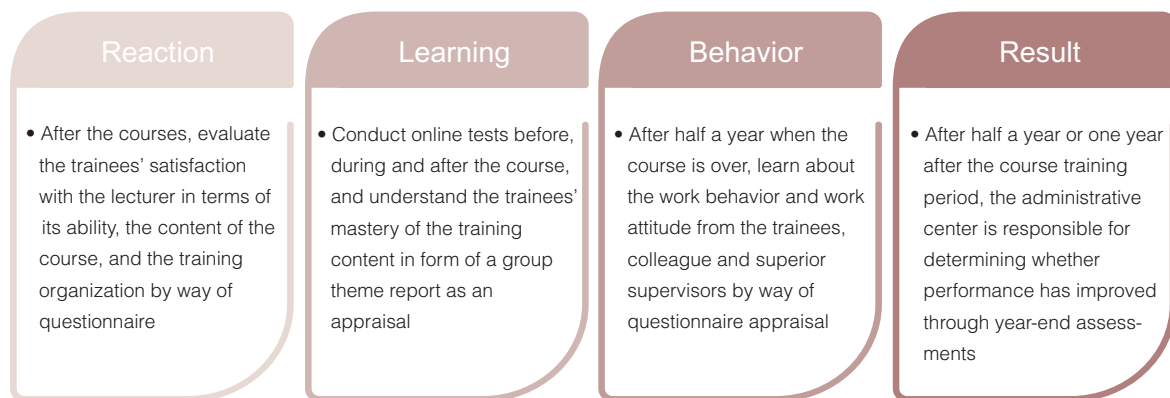 Reaction
• After the courses, evaluate
the trainees’ satisfaction
with the lecturer in terms of
its ability, the content of the
course, and the training
organization by way of
questionnaire
Learning
• Conduct online tests before,
during and after the course,
and understand the trainees’
mastery of the training
content in form of a group
theme report as an
appraisal
Behavior
• After half a year when the
course is over, learn about
the work behavior and work
attitude from the trainees,
colleague and superior
supervisors by way of
questionnaire appraisal
Result
• After half a year or one year
after the course training
period, the administrative
center is responsible for
determining whether
performance has improved
through year-end assess-
ments